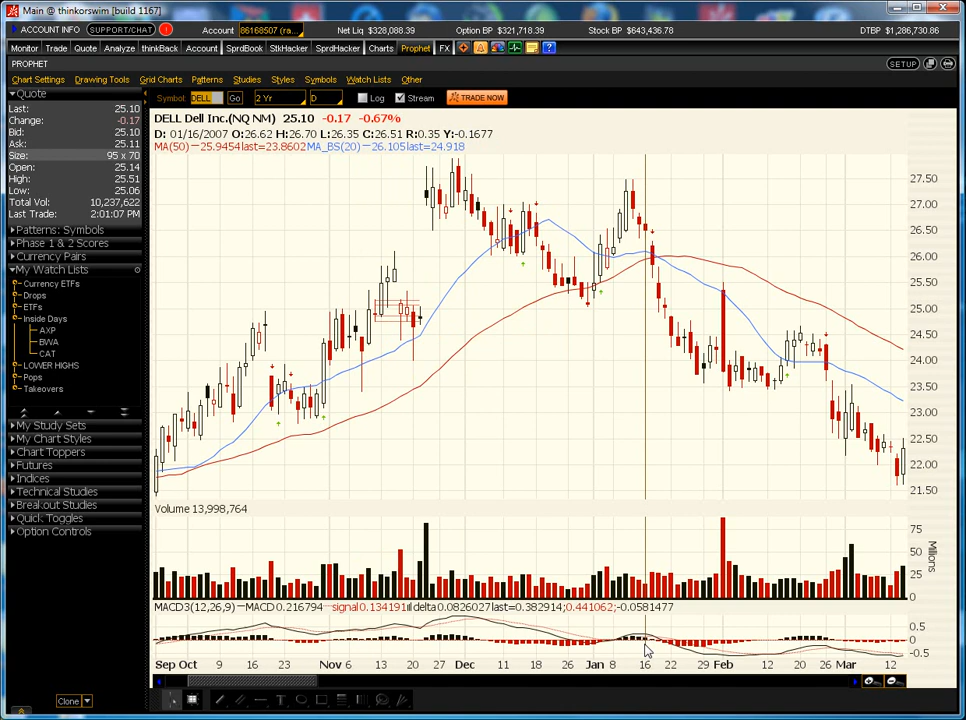 Main @ thinkorswim [build 1167]
ACCOUNT INFO SUPPORT/CHAT ! Account 86168507 (ra... Net Liq $328,088.39 Option BP $321,718.39 Stock BP $643,436.78 DTBP $1,286,730.86
Monitor Trade Quote Analyze thinkBack Account SprdBook StkHacker SprdHacker Charts Prophet FX ?
PROPHET SETUP
Chart Settings Drawing Tools Grid Charts Patterns Studies Styles Symbols Watch Lists Other
Quote Symbol: DELL Go 2 Yr D Log Stream TRADE NOW
Last: 25.10
Change: -0.17
Bid: 25.10
Ask: 25.11
Size: 95 x 70
Open: 25.14
High: 25.51
Low: 25.06
Total Vol: 10,237,622
Last Trade: 2:01:07 PM
Patterns: Symbols
Phase 1 & 2 Scores
Currency Pairs
My Watch Lists
Currency ETFs
Drops
ETFs
Inside Days
AXP
BWA
CAT
LOWER HIGHS
Pops
Takeovers
My Study Sets
My Chart Styles
Chart Toppers
Futures
Indices
Technical Studies
Breakout Studies
Quick Toggles
Option Controls
DELL Dell Inc.(NQ NM) 25.10 -0.17 -0.67%
D: 01/16/2007 O:26.62 H:26.70 L:26.35 C:26.51 R:0.35 Y:-0.1677
MA(50)—25.9454last=23.8602MA_BS(20)—26.105last=24.918
27.50
27.00
26.50
26.00
25.50
25.00
24.50
24.00
23.50
23.00
22.50
22.00
21.50
Volume 13,998,764
75
50
25
0
Millions
MACD3(12,26,9)—MACD0.216794 signal0.134191 delta0.0826027last=0.382914;0.441062;-0.0581477
0.5
0
-0.5
Sep Oct 9 16 23 Nov 6 13 20 27 Dec 11 18 26 Jan 8 16 22 29 Feb 12 20 26 Mar 12
Clone T